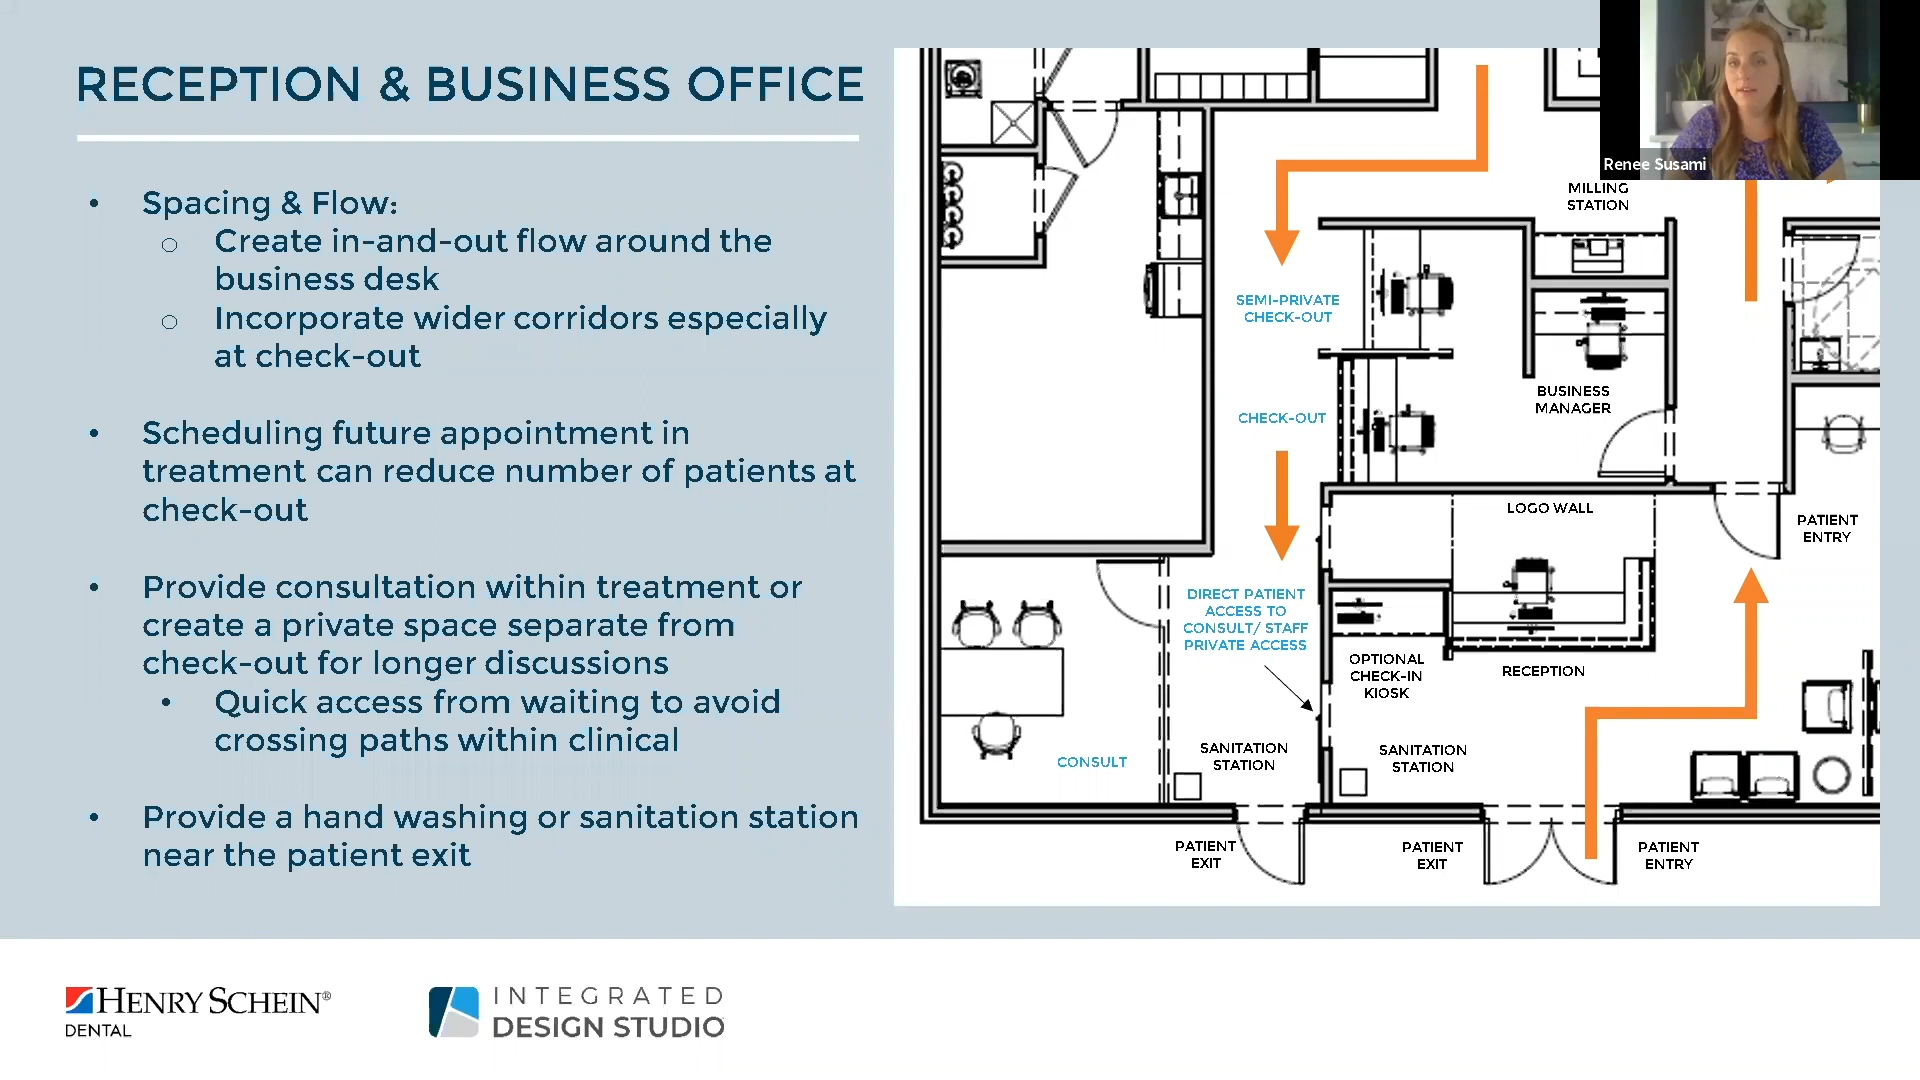 RECEPTION & BUSINESS OFFICE
• Spacing & Flow:
o Create in-and-out flow around the
business desk
o Incorporate wider corridors especially
at check-out
• Scheduling future appointment in
treatment can reduce number of patients at
check-out
• Provide consultation within treatment or
create a private space separate from
check-out for longer discussions
• Quick access from waiting to avoid
crossing paths within clinical
• Provide a hand washing or sanitation station
near the patient exit
Renee Susami
MILLING
STATION
SEMI-PRIVATE
CHECK-OUT
BUSINESS
MANAGER
CHECK-OUT
LOGO WALL
PATIENT
ENTRY
DIRECT PATIENT
ACCESS TO
CONSULT/ STAFF
PRIVATE ACCESS
OPTIONAL
CHECK-IN
KIOSK
RECEPTION
CONSULT
SANITATION
STATION
SANITATION
STATION
PATIENT
EXIT
PATIENT
EXIT
PATIENT
ENTRY
HENRY SCHEIN®
DENTAL
INTEGRATED
DESIGN STUDIO